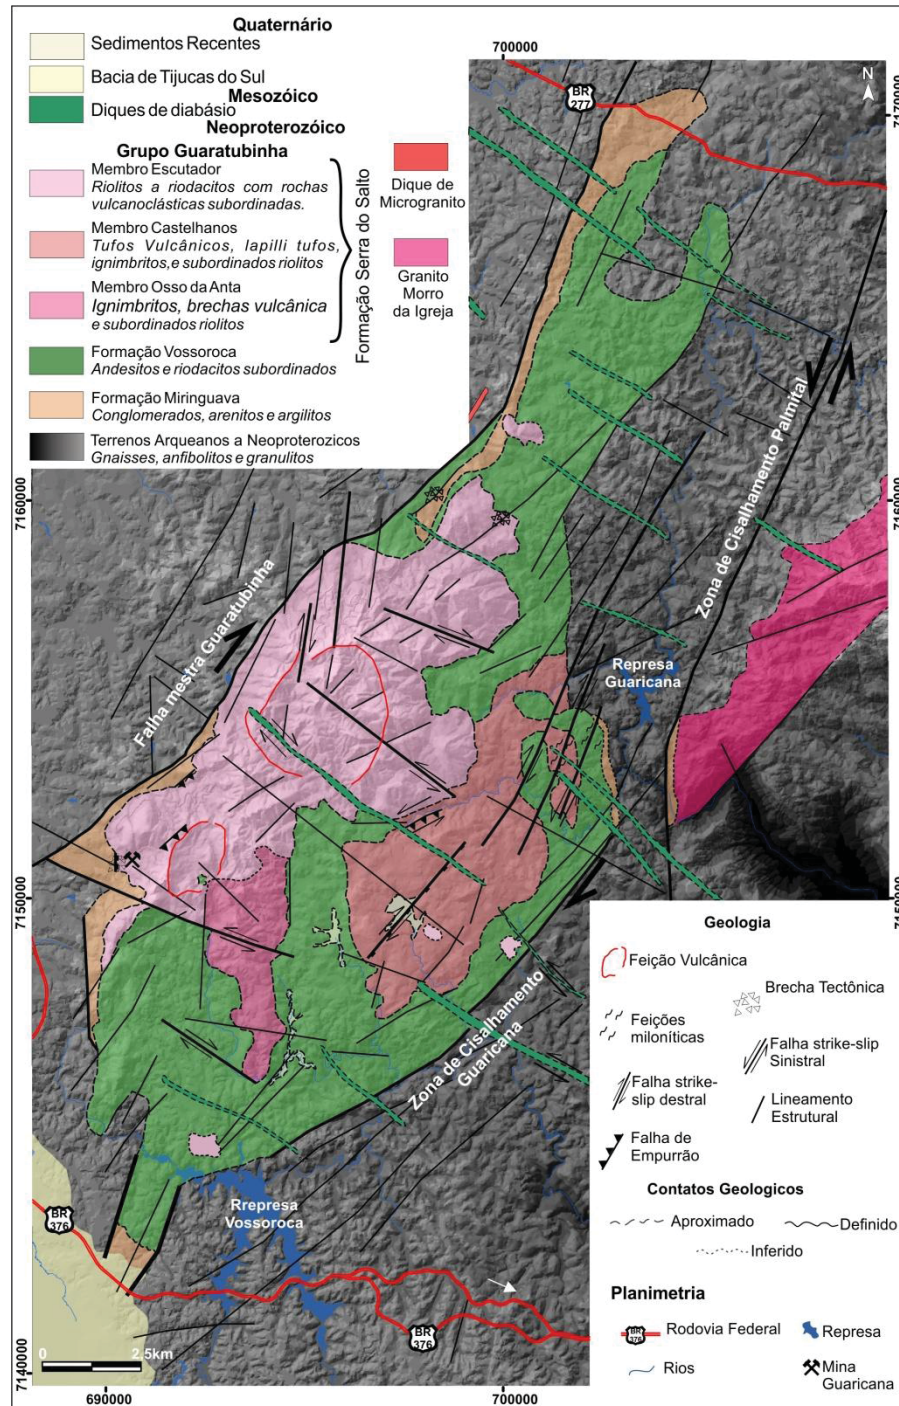 Quaternário
Sedimentos Recentes
Bacia de Tijucas do Sul
Mesozóico
Diques de diabásio
Neoproterozóico
Grupo Guaratubinha
Membro Escutador
Riolitos a riodacitos com rochas
vulcanoclásticas subordinadas.
Membro Castelhanos
Tufos Vulcânicos, lapilli tufos,
ignimbritos,e subordinados riolitos
Membro Osso da Anta
Ignimbritos, brechas vulcânica
e subordinados riolitos
Formação Serra do Salto
Dique de
Microgranito
Granito
Morro
da Igreja
Formação Vossoroca
Andesitos e riodacitos subordinados
Formação Miringuava
Conglomerados, arenitos e argilitos
Terrenos Arqueanos a Neoproterozicos
Gnaisses, anfibolitos e granulitos
700000
N
BR
277
7170000
7160000
7160000
Zona de Cisalhamento Palmital
Falha mestra Guaratubinha
Represa
Guaricana
7150000
7150000
Zona de Cisalhamento
Guaricana
Rrepresa
Vossoroca
BR
376
BR
376
0
2.5km
7140000
690000
700000
Geologia
Feição Vulcânica
Brecha Tectônica
Feições
miloníticas
Falha strike-slip
Sinistral
Falha strike-
slip destral
Lineamento
Estrutural
Falha de
Empurrão
Contatos Geologicos
Aproximado
Definido
Inferido
Planimetria
BR
376
Rodovia Federal
Represa
Rios
Mina
Guaricana